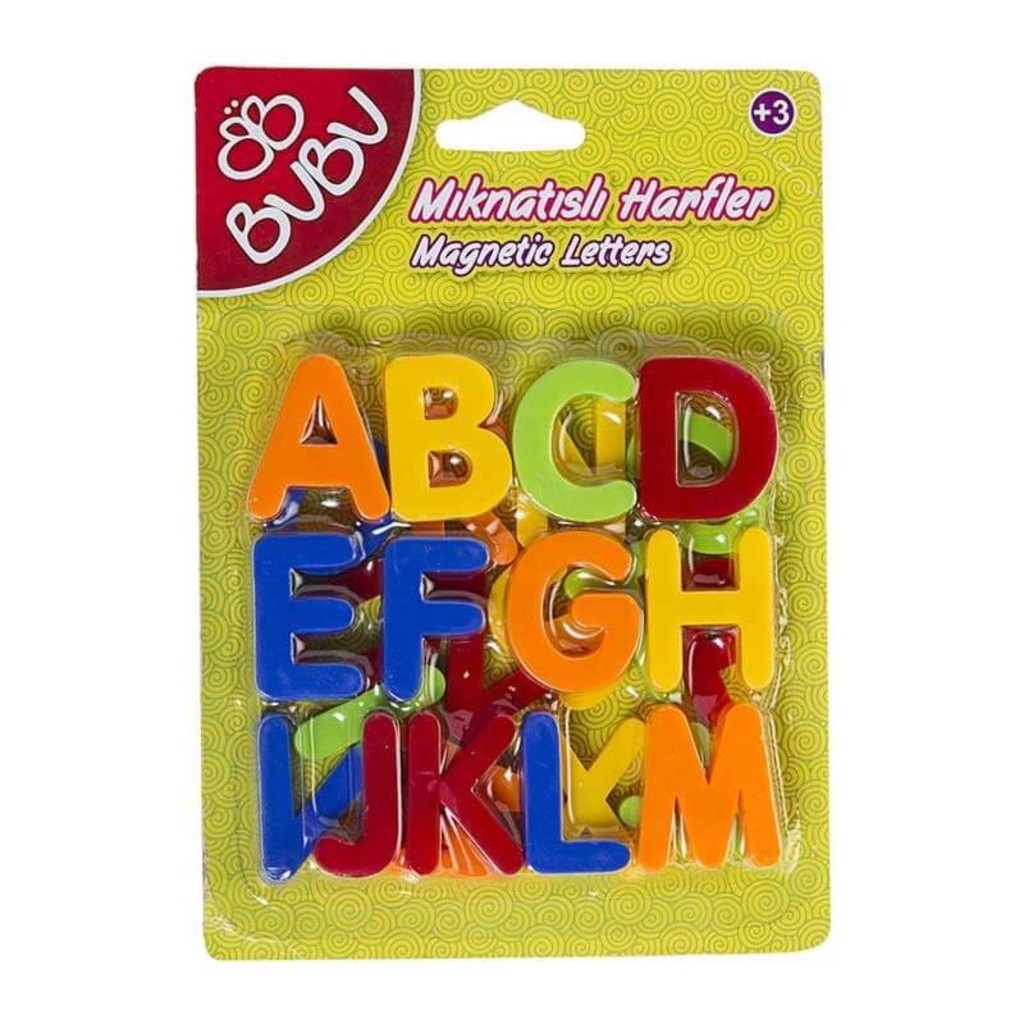 BUBU
+3
Mıknatıslı Harfler
Magnetic Letters
ABCD
EFGH
IJKLM